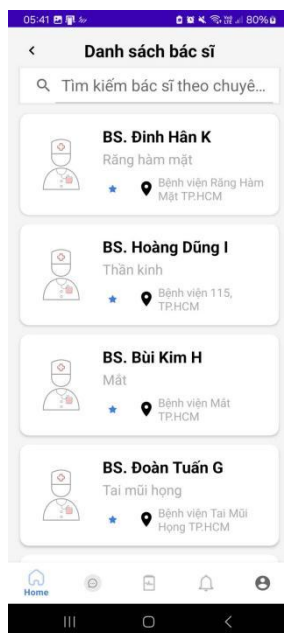 05:41
80%
Danh sách bác sĩ
Tìm kiếm bác sĩ theo chuyê...
BS. Đinh Hân K
Răng hàm mặt
Bệnh viện Răng Hàm
Mặt TP.HCM
BS. Hoàng Dũng I
Thần kinh
Bệnh viện 115,
TP.HCM
BS. Bùi Kim H
Mắt
Bệnh viện Mắt
TP.HCM
BS. Đoàn Tuấn G
Tai mũi họng
Bệnh viện Tai Mũi
Họng TP.HCM
Home